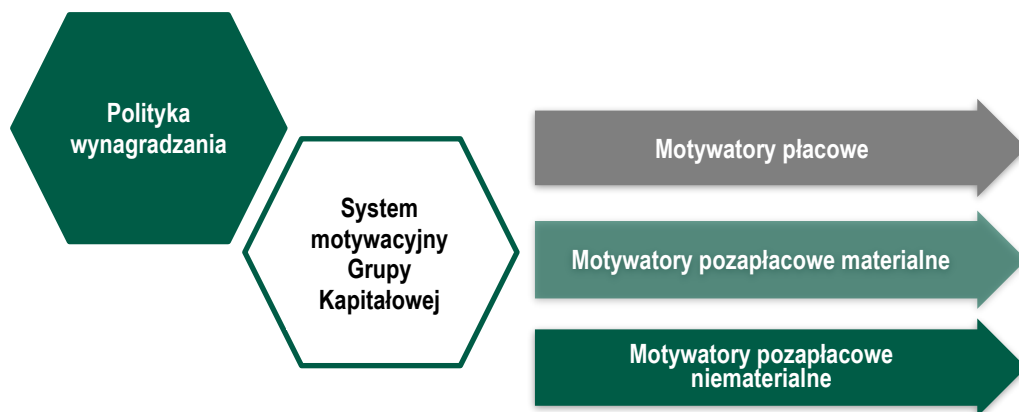 Polityka
wynagradzania
System
motywacyjny
Grupy
Kapitałowej
Motywatory płacowe
Motywatory pozapłacowe materialne
Motywatory pozapłacowe
niematerialne